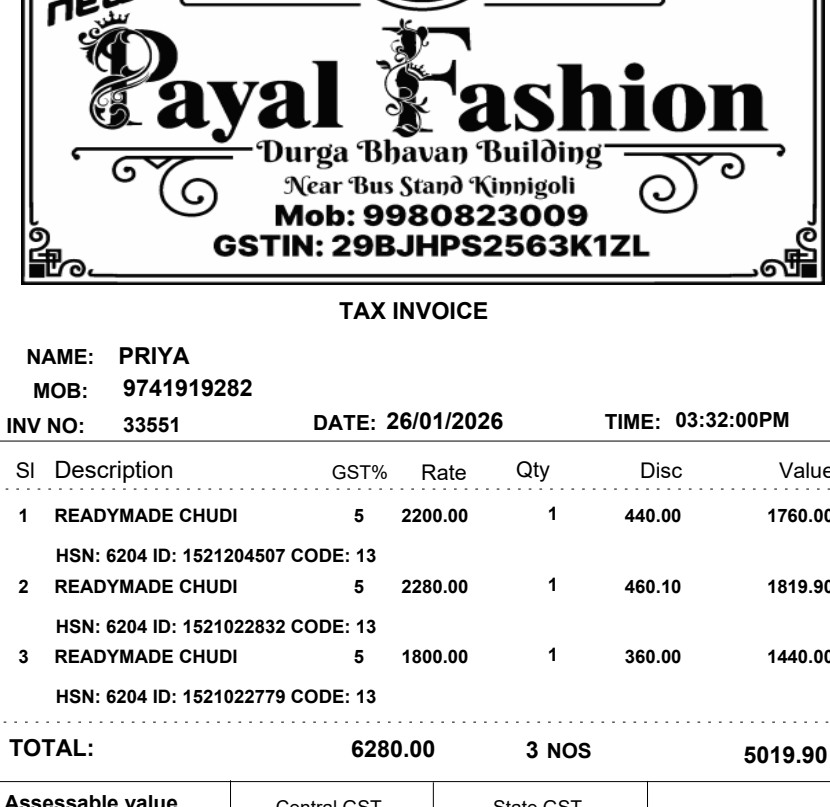 new
Payal Fashion
Durga Bhavan Building
Near Bus Stand Kinnigoli
Mob: 9980823009
GSTIN: 29BJHPS2563K1ZL
TAX INVOICE
NAME: PRIYA
MOB: 9741919282
INV NO: 33551 DATE: 26/01/2026 TIME: 03:32:00PM
Sl Description GST% Rate Qty Disc Value
1 READYMADE CHUDI 5 2200.00 1 440.00 1760.00
HSN: 6204 ID: 1521204507 CODE: 13
2 READYMADE CHUDI 5 2280.00 1 460.10 1819.90
HSN: 6204 ID: 1521022832 CODE: 13
3 READYMADE CHUDI 5 1800.00 1 360.00 1440.00
HSN: 6204 ID: 1521022779 CODE: 13
TOTAL: 6280.00 3 NOS 5019.90
Assessable value Central GST State GST